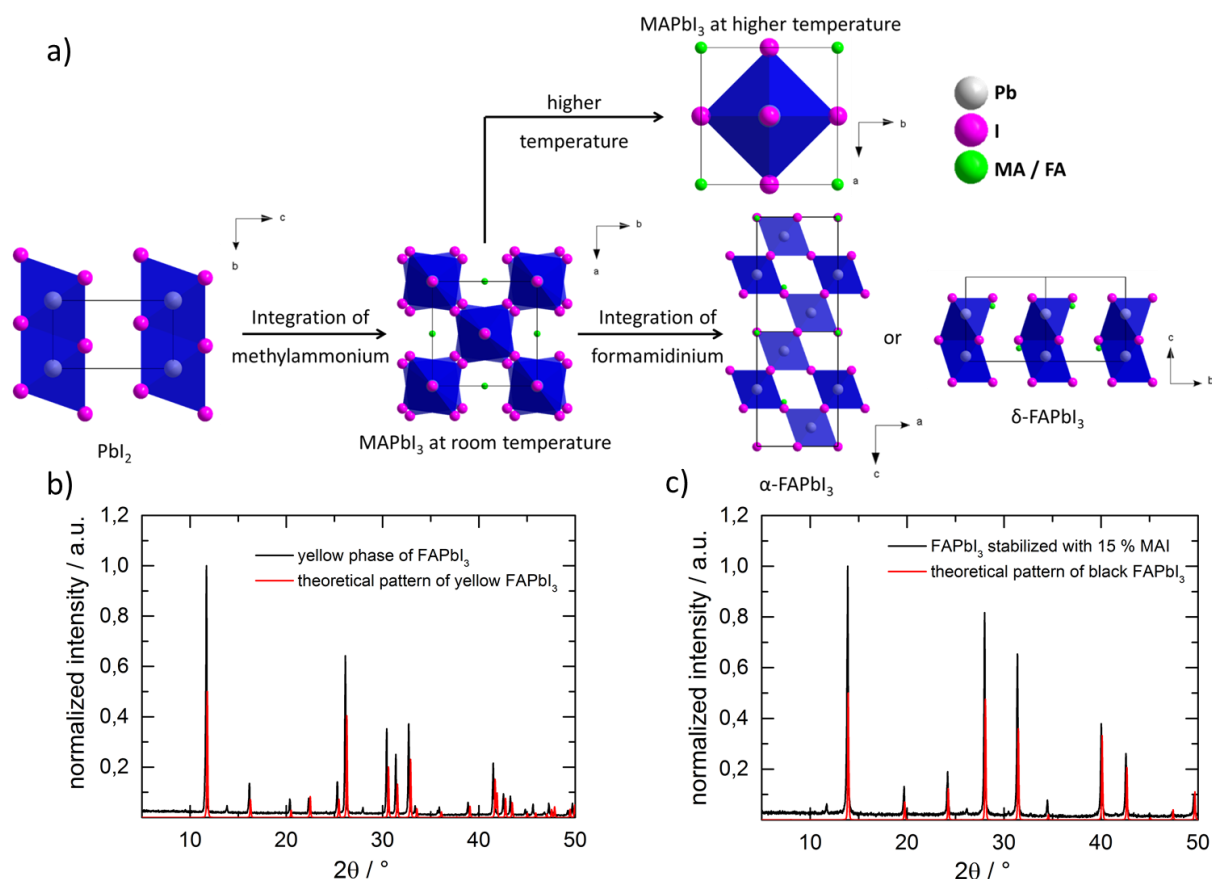 a)
MAPbI₃ at higher temperature
higher
temperature
b
a
Pb
I
MA / FA
c
b
PbI₂
Integration of
methylammonium
b
a
MAPbI₃ at room temperature
Integration of
formamidinium
a
c
α-FAPbI₃
or
c
b
δ-FAPbI₃
b)
normalized intensity / a.u.
1,2
1,0
0,8
0,6
0,4
0,2
yellow phase of FAPbI₃
theoretical pattern of yellow FAPbI₃
10 20 30 40 50
2θ / °
c)
normalized intensity / a.u.
1,2
1,0
0,8
0,6
0,4
0,2
FAPbI₃ stabilized with 15 % MAI
theoretical pattern of black FAPbI₃
10 20 30 40 50
2θ / °